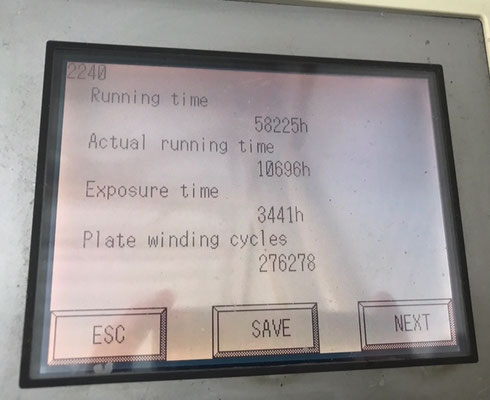 2240
Running time
58225h
Actual running time
10696h
Exposure time
3441h
Plate winding cycles
276278
ESC SAVE NEXT